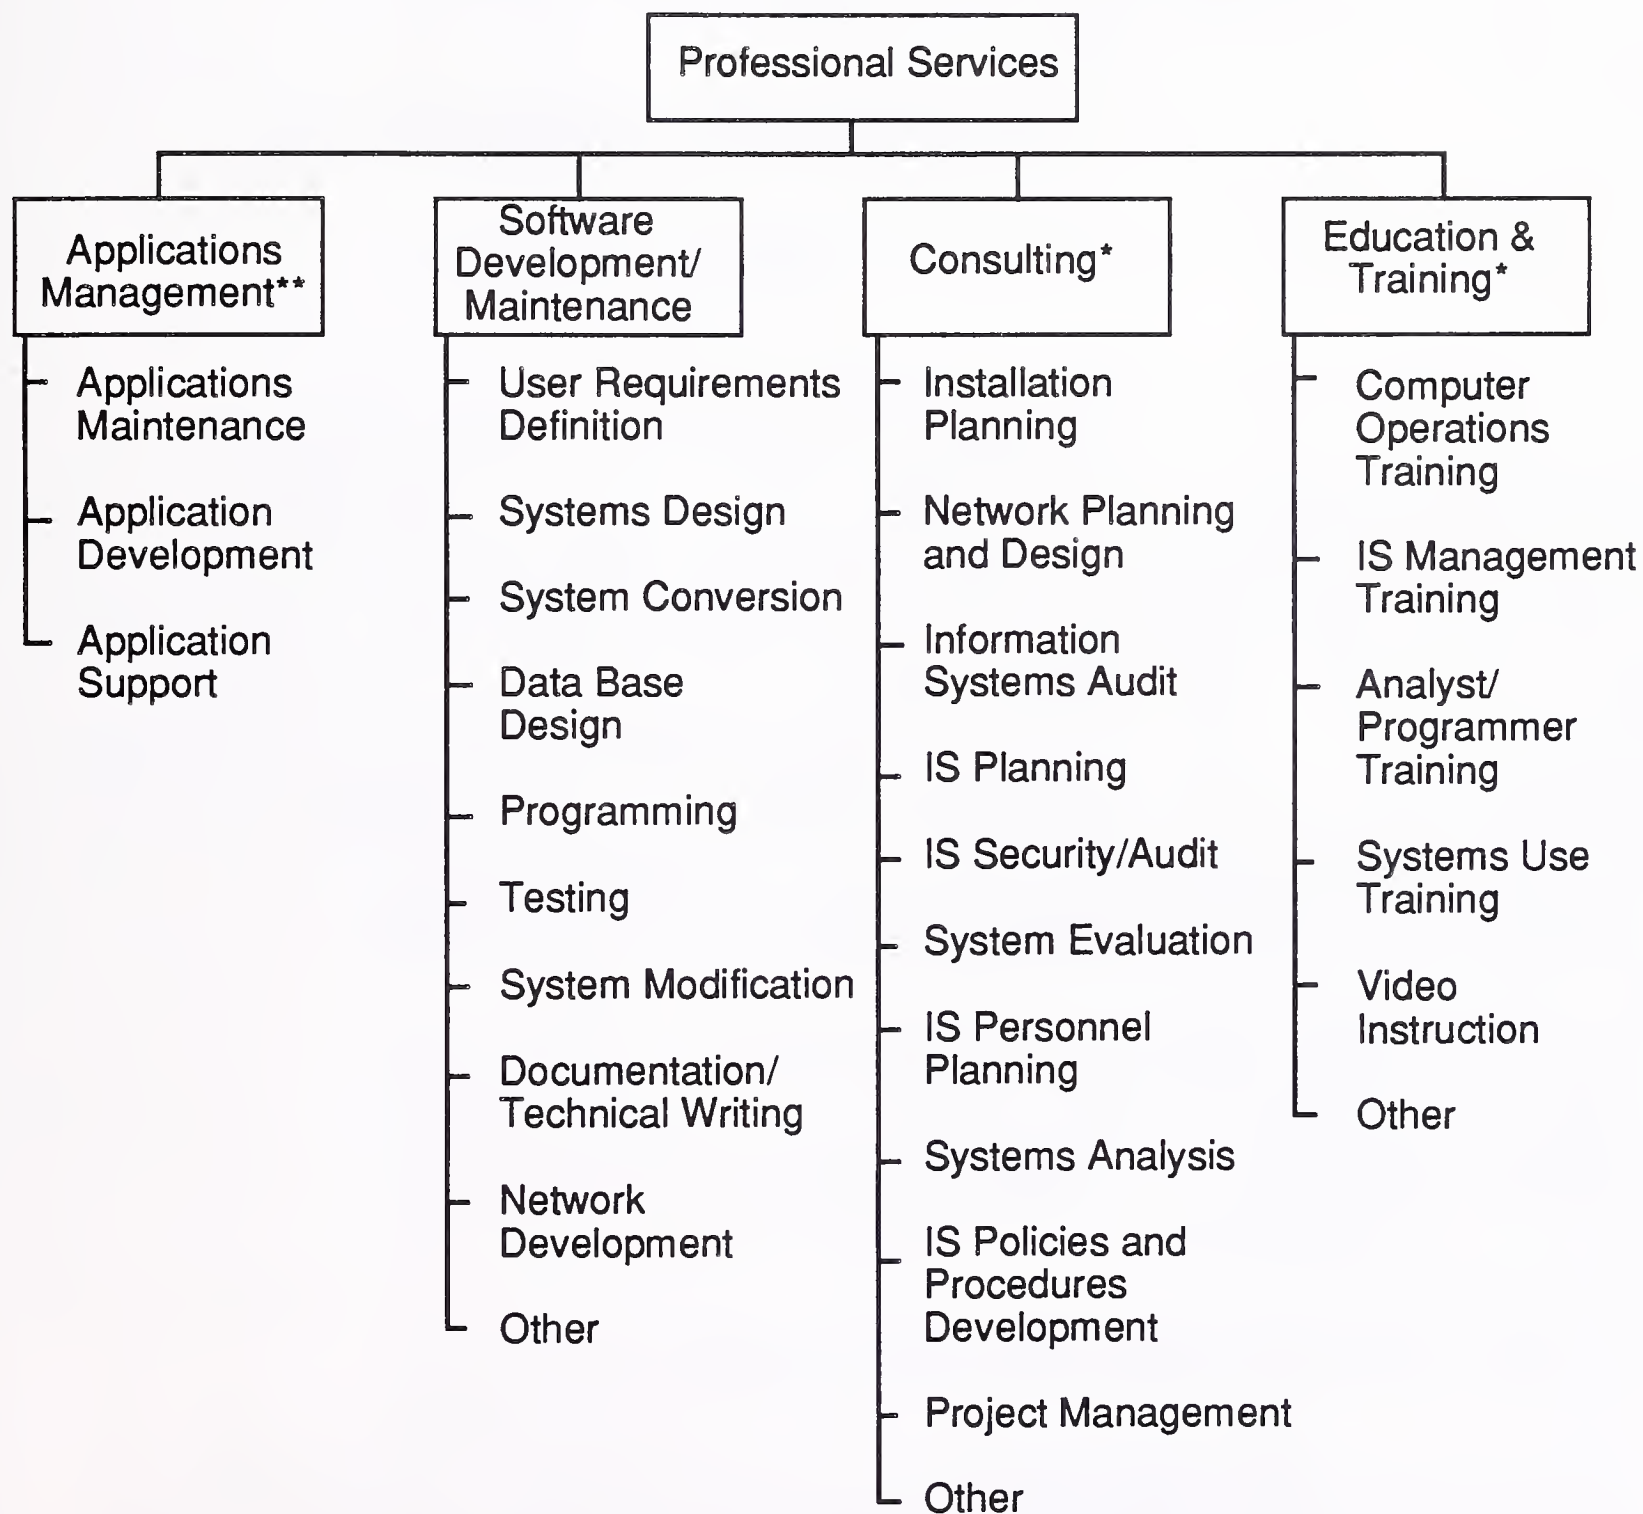 Professional Services
Applications
Management**
Applications
Maintenance
Application
Development
Application
Support
Software
Development/
Maintenance
User Requirements
Definition
Systems Design
System Conversion
Data Base
Design
Programming
Testing
System Modification
Documentation/
Technical Writing
Network
Development
Other
Consulting*
Installation
Planning
Network Planning
and Design
Information
Systems Audit
IS Planning
IS Security/Audit
System Evaluation
IS Personnel
Planning
Systems Analysis
IS Policies and
Procedures
Development
Project Management
Other
Education &
Training*
Computer
Operations
Training
IS Management
Training
Analyst/
Programmer
Training
Systems Use
Training
Video
Instruction
Other